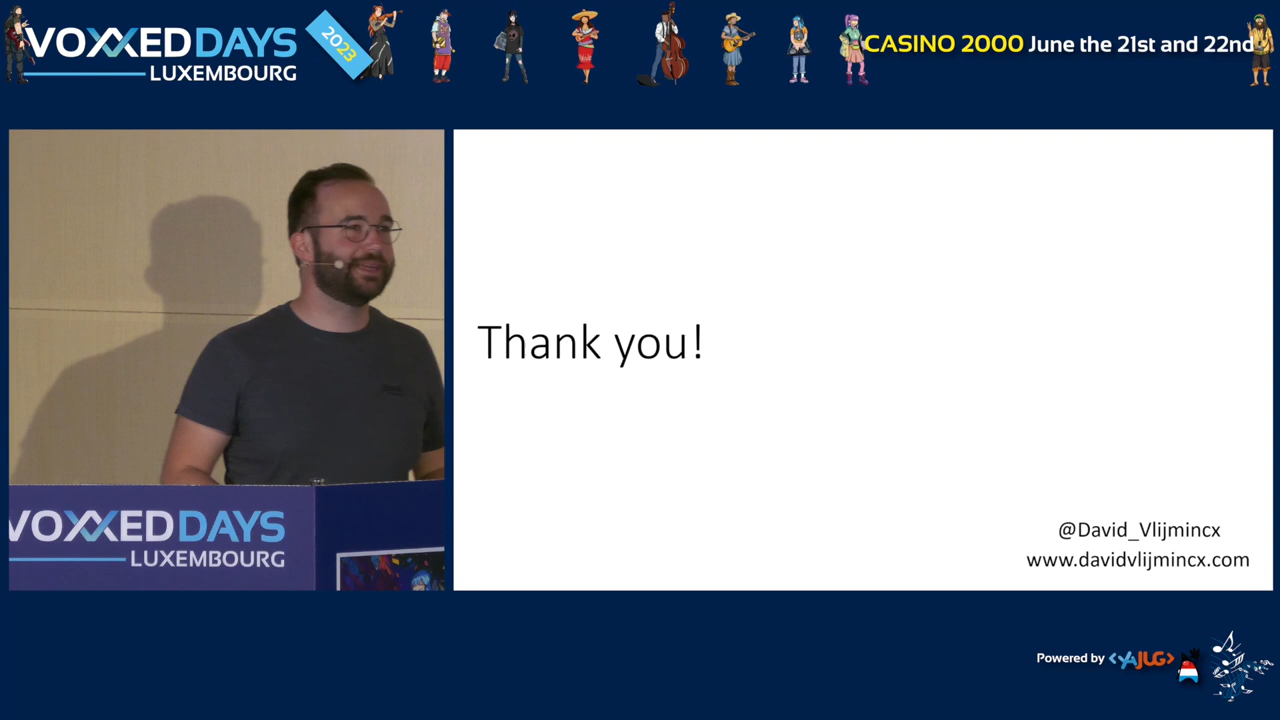 VOXXED DAYS
LUXEMBOURG
2023
CASINO 2000 June the 21st and 22nd
Thank you!
@David_Vlijmincx
www.davidvlijmincx.com
VOXXED DAYS
LUXEMBOURG
Powered by <YAJUG>